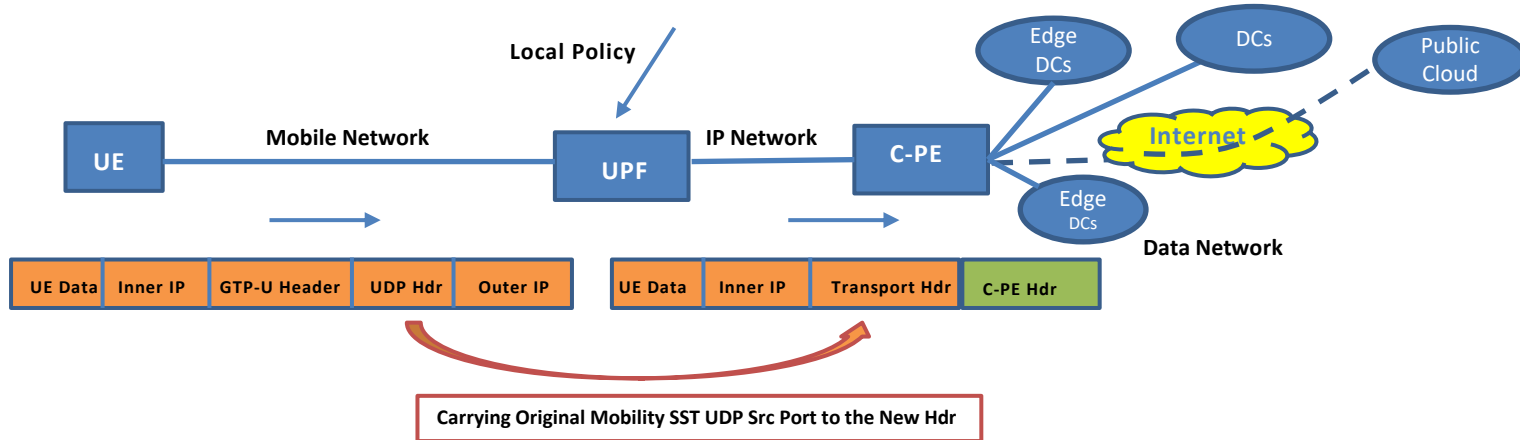 Local Policy
Edge
DCs
DCs
Public
Cloud
Mobile Network
IP Network
Internet
UE
UPF
C-PE
Edge
DCs
Data Network
UE Data
Inner IP
GTP-U Header
UDP Hdr
Outer IP
UE Data
Inner IP
Transport Hdr
C-PE Hdr
Carrying Original Mobility SST UDP Src Port to the New Hdr